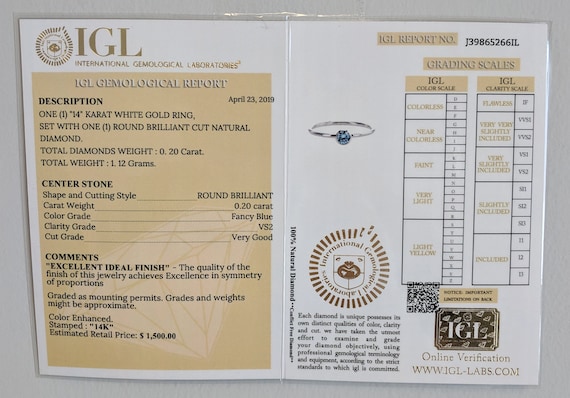 IGL
INTERNATIONAL GEMOLOGICAL LABORATORIES
IGL GEMOLOGICAL REPORT
DESCRIPTION April 23, 2019
ONE (1) "14" KARAT WHITE GOLD RING,
SET WITH ONE (1) ROUND BRILLIANT CUT NATURAL
DIAMOND.
TOTAL DIAMONDS WEIGHT : 0. 20 Carat.
TOTAL WEIGHT : 1. 12 Grams.
CENTER STONE
Shape and Cutting Style ROUND BRILLIANT
Carat Weight 0.20 carat
Color Grade Fancy Blue
Clarity Grade VS2
Cut Grade Very Good
COMMENTS
"EXCELLENT IDEAL FINISH" - The quality of the
finish of this jewelry achieves Excellence in symmetry
of proportions
Graded as mounting permits. Grades and weights
might be approximate.
Color Enhanced.
Stamped : "14K"
Estimated Retail Price: $ 1,500.00
IGL REPORT NO. J39865266IL
GRADING SCALES
IGL
COLOR SCALE
COLORLESS
D
E
F
NEAR
COLORLESS
G
H
I
J
FAINT
K
L
M
VERY
LIGHT
N
O
P
Q
R
LIGHT
YELLOW
S
T
U
V
W
X
Y
Z
IGL
CLARITY SCALE
FLAWLESS IF
VERY VERY
SLIGHTLY
INCLUDED
VVS1
VVS2
VERY
SLIGHTLY
INCLUDED
VS1
VS2
SLIGHTLY
INCLUDED
SI1
SI2
SI3
INCLUDED
I1
I2
I3
100% Natural Diamond - "Conflict Free Diamond"
International Gemological Laboratories
Each diamond is unique possesses its
own distinct qualities of color, clarity
and cut. we have taken the unmost
effort to examine and grade
your diamond objectively, using
professional gemological terminology
and equipment, according to the strict
standards to which igl is committed.
NOTICE: IMPORTANT
LIMITATIONS ON BACK
IGL
Online Verification
WWW.IGL-LABS.COM